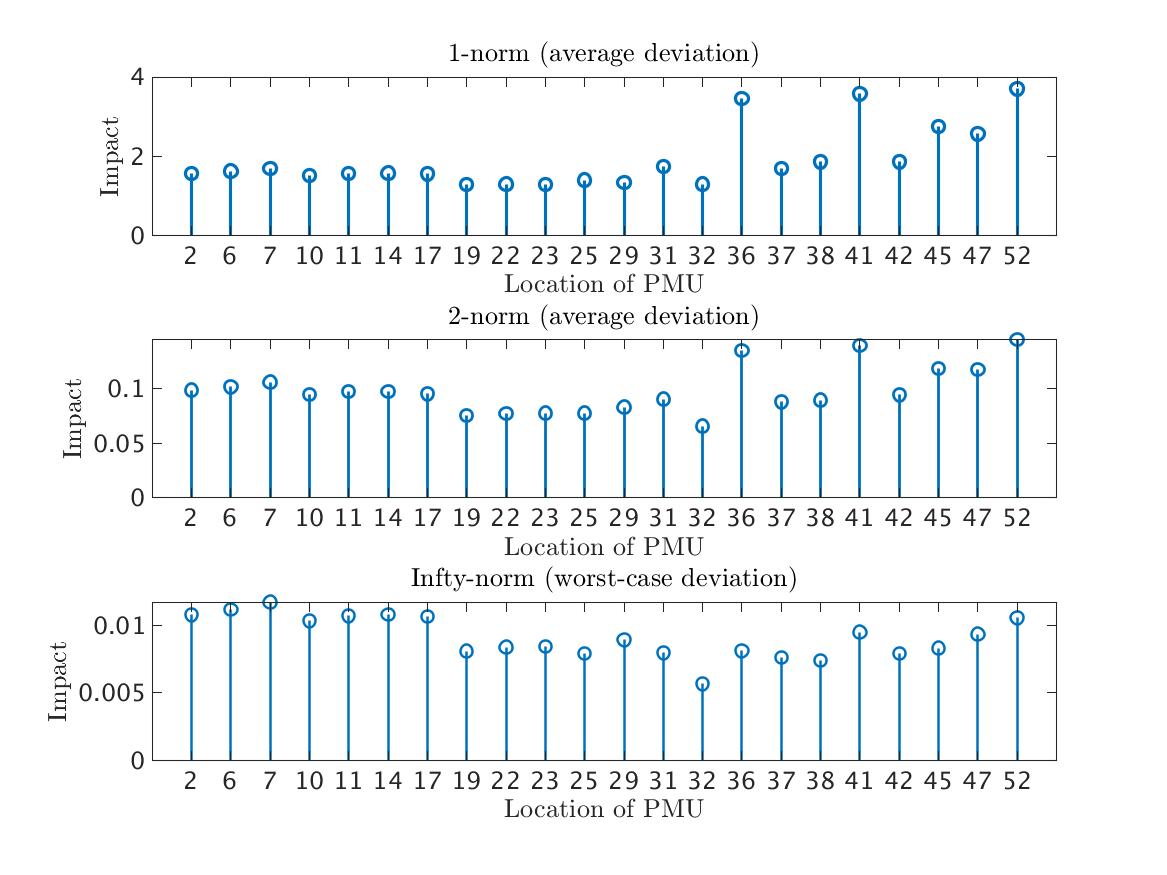 1-norm (average deviation)
4
2
0
Impact
2 6 7 10 11 14 17 19 22 23 25 29 31 32 36 37 38 41 42 45 47 52
Location of PMU
2-norm (average deviation)
0.1
0.05
0
Impact
2 6 7 10 11 14 17 19 22 23 25 29 31 32 36 37 38 41 42 45 47 52
Location of PMU
Infty-norm (worst-case deviation)
0.01
0.005
0
Impact
2 6 7 10 11 14 17 19 22 23 25 29 31 32 36 37 38 41 42 45 47 52
Location of PMU